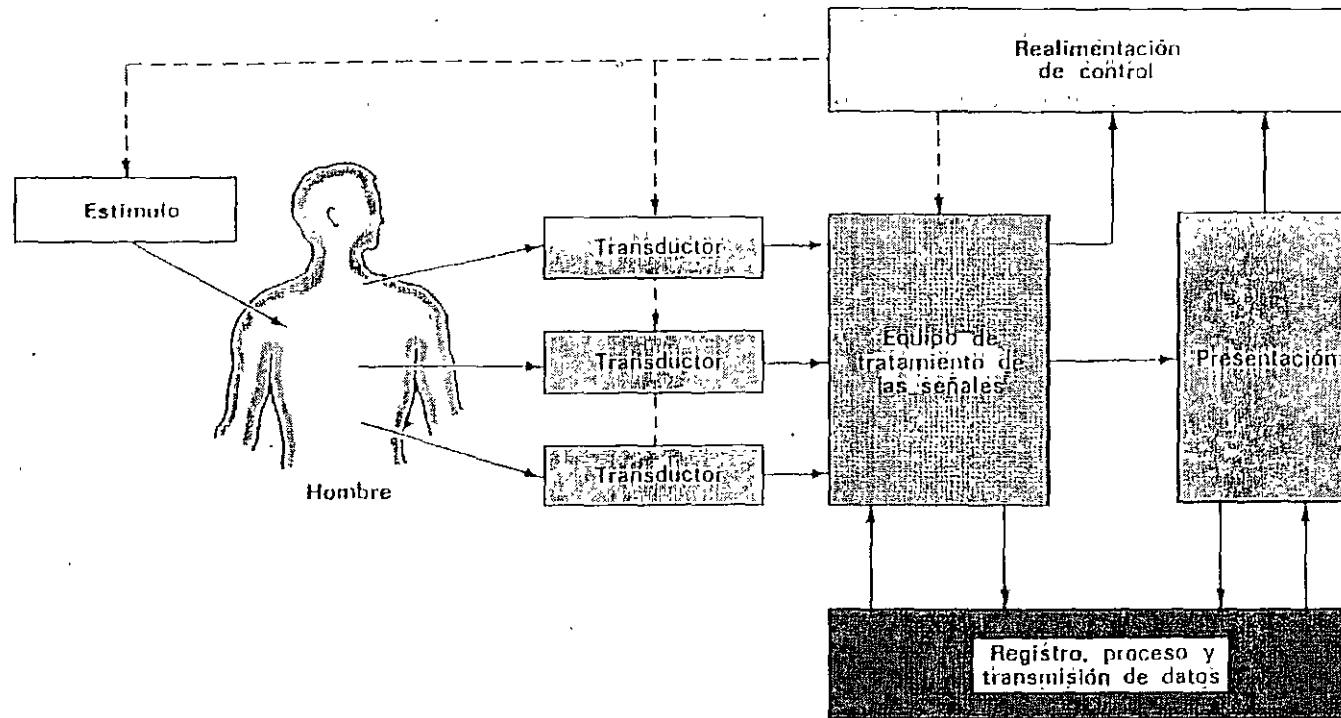 Realimentación
de control
Estímulo
Transductor
Transductor
Transductor
Equipo de
tratamiento de
las señales
Presentación
Hombre
Registro, proceso y
transmisión de datos